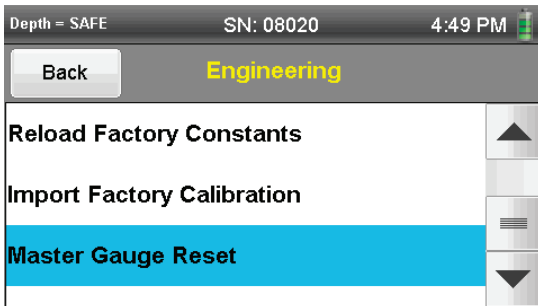 Depth = SAFE SN: 08020 4:49 PM
Back Engineering
Reload Factory Constants
Import Factory Calibration
Master Gauge Reset